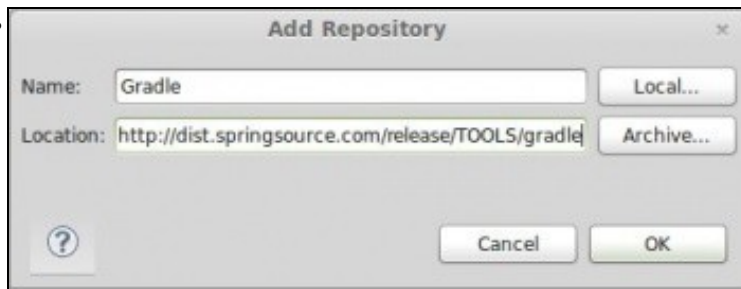 Add Repository
Name: Gradle Local...
Location: http://dist.springsource.com/release/TOOLS/gradle Archive...
? Cancel OK